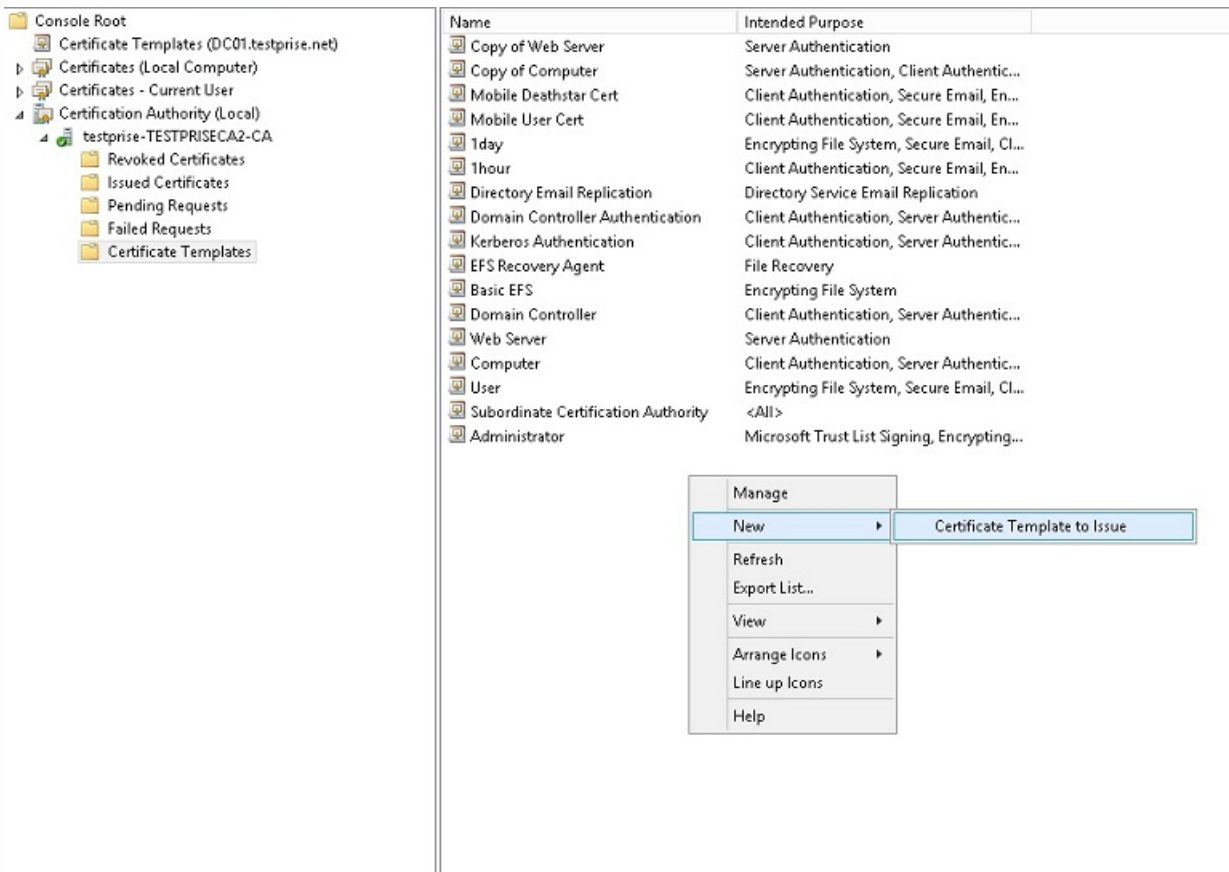 Console Root
Certificate Templates (DC01.testprise.net)
Certificates (Local Computer)
Certificates - Current User
Certification Authority (Local)
testprise-TESTPRISECA2-CA
Revoked Certificates
Issued Certificates
Pending Requests
Failed Requests
Certificate Templates
Name Intended Purpose
Copy of Web Server Server Authentication
Copy of Computer Server Authentication, Client Authentic...
Mobile Deathstar Cert Client Authentication, Secure Email, En...
Mobile User Cert Client Authentication, Secure Email, En...
1day Encrypting File System, Secure Email, Cl...
1hour Client Authentication, Secure Email, En...
Directory Email Replication Directory Service Email Replication
Domain Controller Authentication Client Authentication, Server Authentic...
Kerberos Authentication Client Authentication, Server Authentic...
EFS Recovery Agent File Recovery
Basic EFS Encrypting File System
Domain Controller Client Authentication, Server Authentic...
Web Server Server Authentication
Computer Client Authentication, Server Authentic...
User Encrypting File System, Secure Email, Cl...
Subordinate Certification Authority <All>
Administrator Microsoft Trust List Signing, Encrypting...
Manage
New Certificate Template to Issue
Refresh
Export List...
View
Arrange Icons
Line up Icons
Help